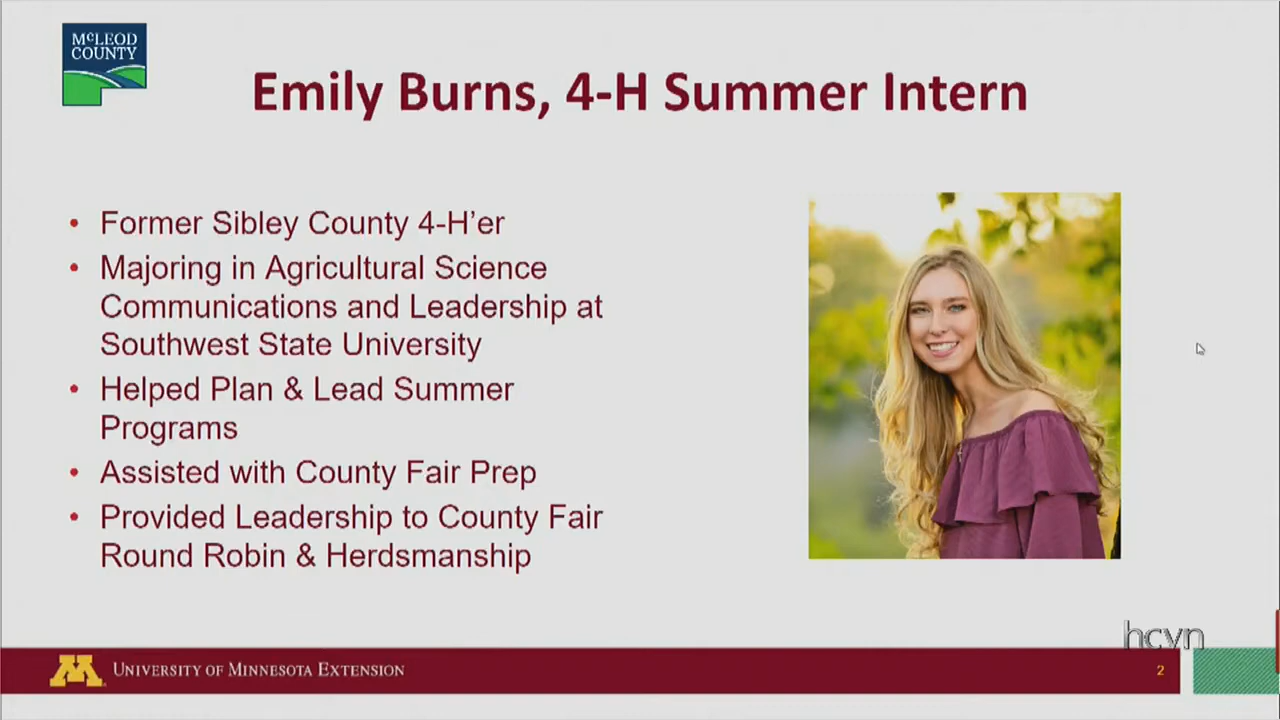 McLEOD
COUNTY
Emily Burns, 4-H Summer Intern
• Former Sibley County 4-H’er
• Majoring in Agricultural Science
Communications and Leadership at
Southwest State University
• Helped Plan & Lead Summer
Programs
• Assisted with County Fair Prep
• Provided Leadership to County Fair
Round Robin & Herdsmanship
hcvn
M UNIVERSITY OF MINNESOTA EXTENSION
2